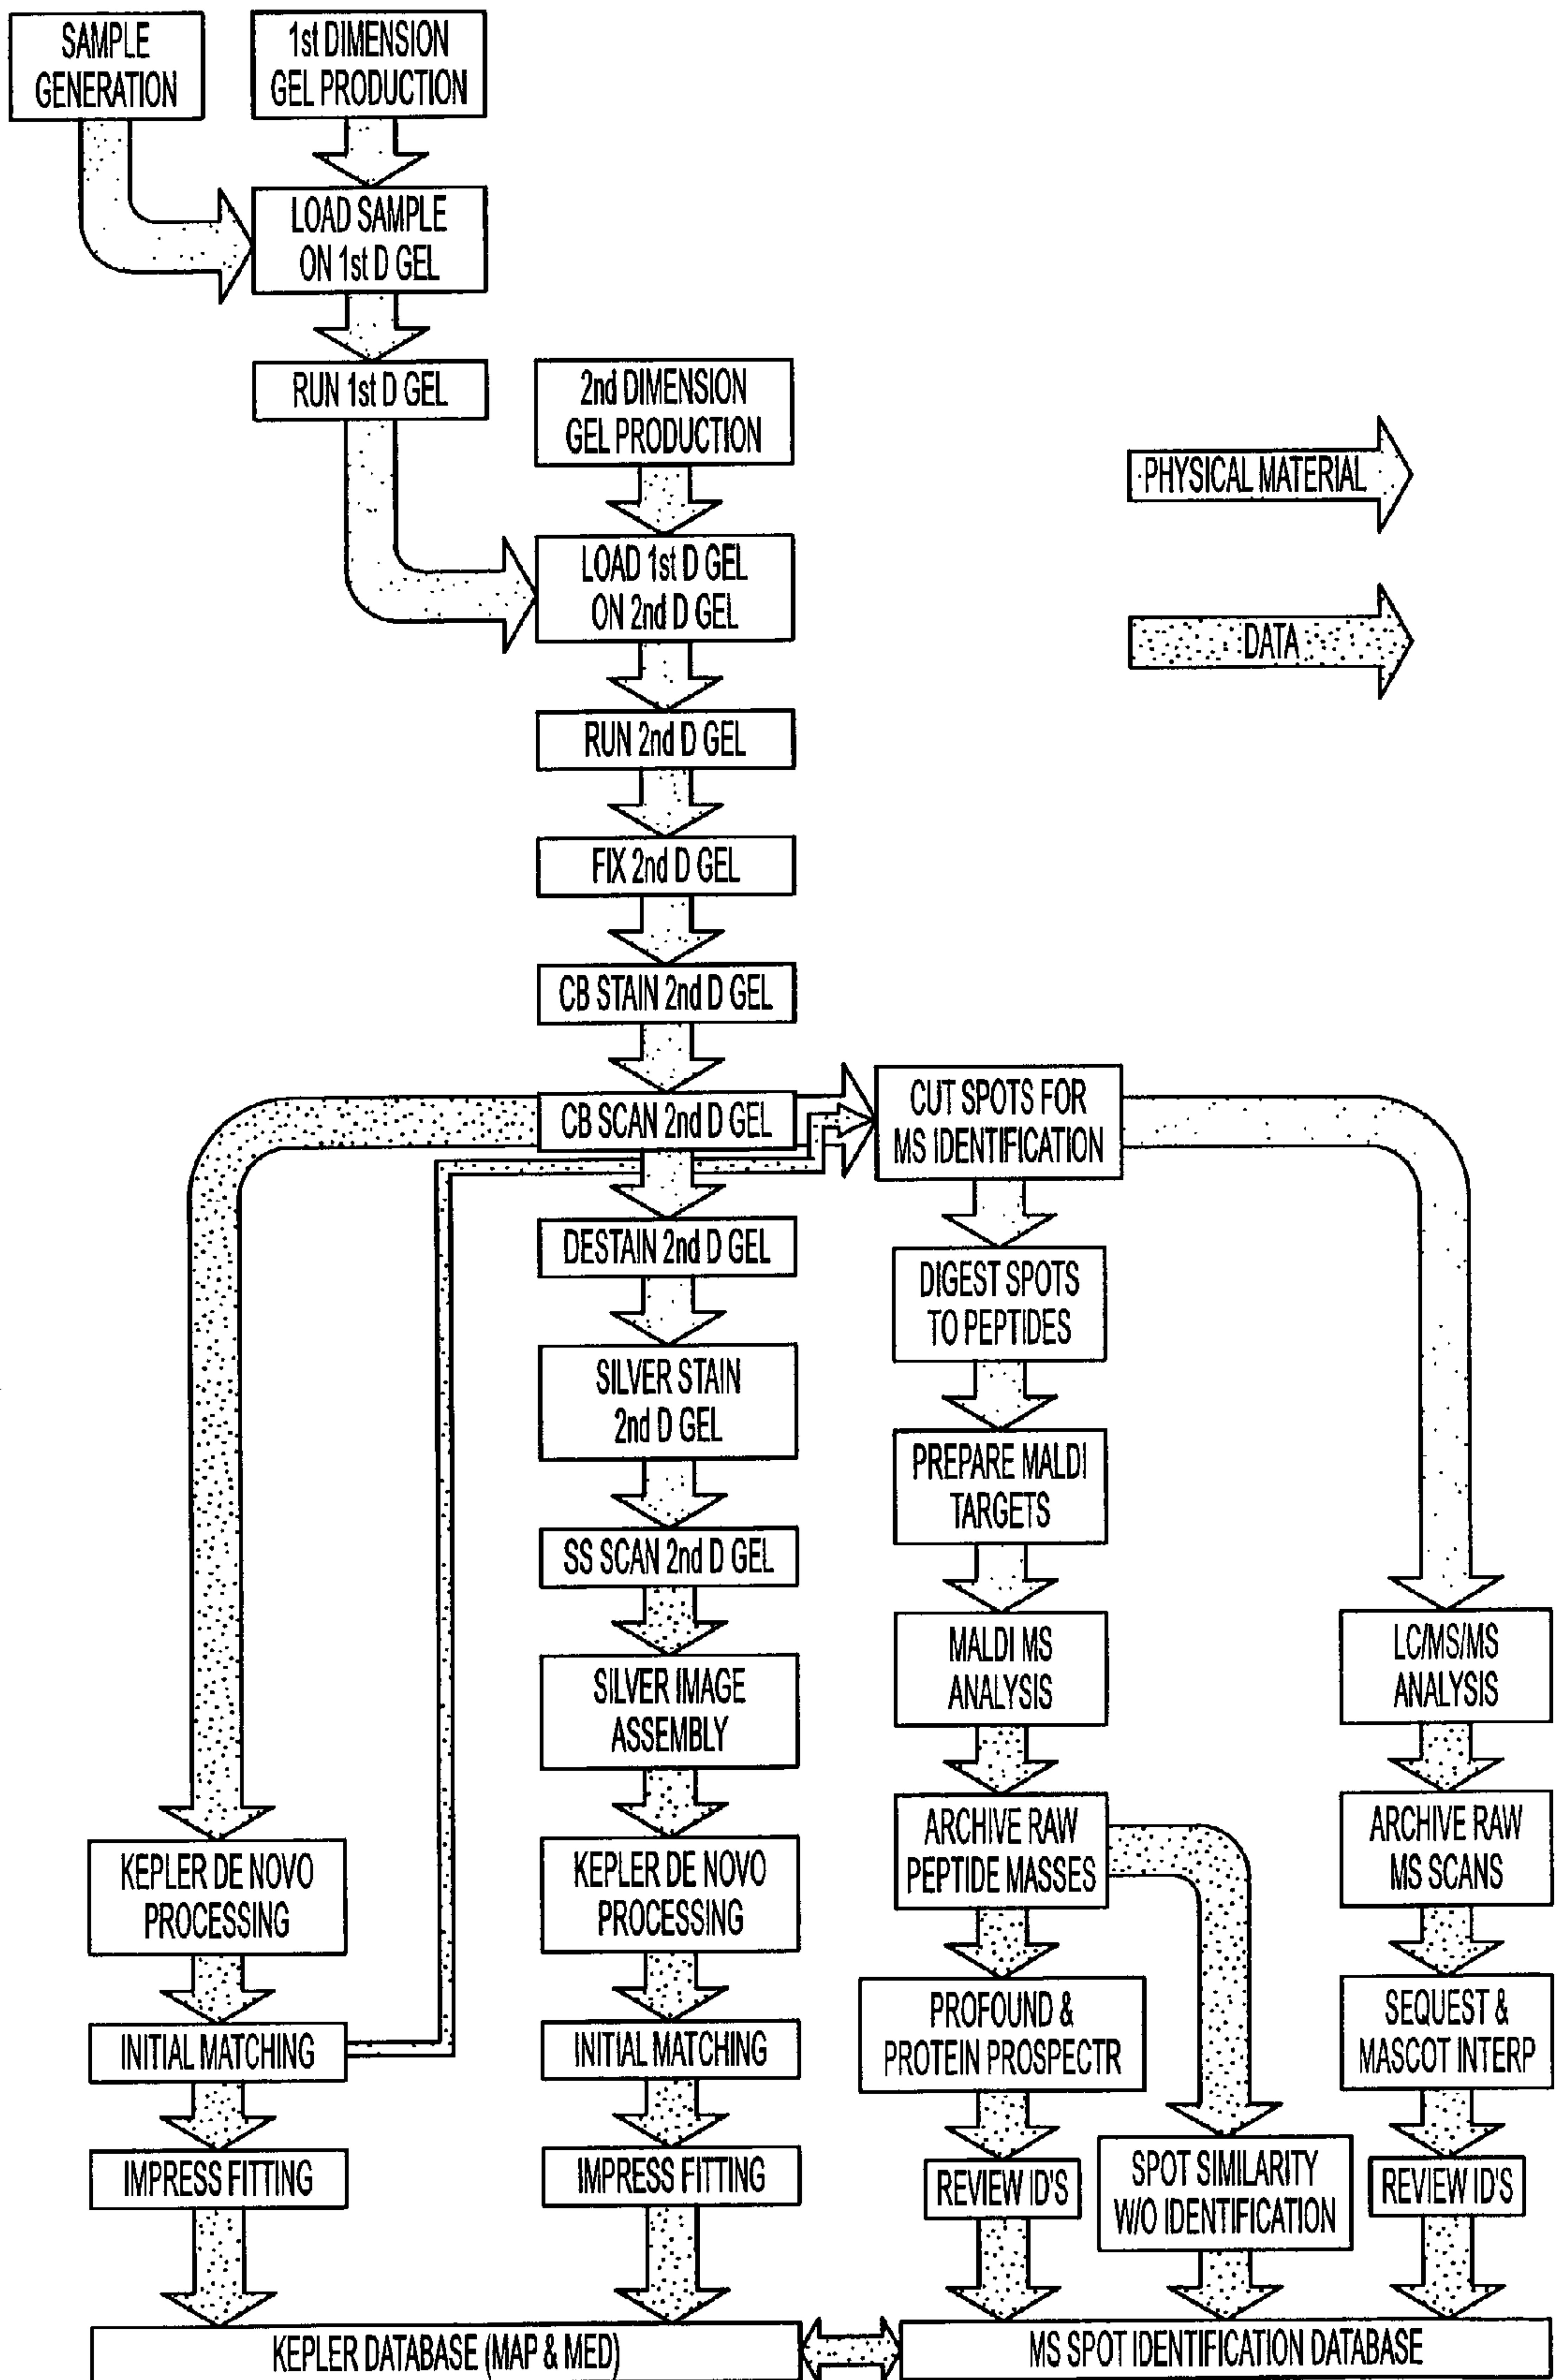 SAMPLE
GENERATION
1st DIMENSION
GEL PRODUCTION
LOAD SAMPLE
ON 1st D GEL
RUN 1st D GEL
2nd DIMENSION
GEL PRODUCTION
PHYSICAL MATERIAL
LOAD 1st D GEL
ON 2nd D GEL
DATA
RUN 2nd D GEL
FIX 2nd D GEL
CB STAIN 2nd D GEL
CB SCAN 2nd D GEL
CUT SPOTS FOR
MS IDENTIFICATION
DESTAIN 2nd D GEL
DIGEST SPOTS
TO PEPTIDES
SILVER STAIN
2nd D GEL
PREPARE MALDI
TARGETS
SS SCAN 2nd D GEL
MALDI MS
ANALYSIS
LC/MS/MS
ANALYSIS
SILVER IMAGE
ASSEMBLY
ARCHIVE RAW
PEPTIDE MASSES
ARCHIVE RAW
MS SCANS
KEPLER DE NOVO
PROCESSING
KEPLER DE NOVO
PROCESSING
PROFOUND &
PROTEIN PROSPECTR
SEQUEST &
MASCOT INTERP
INITIAL MATCHING
INITIAL MATCHING
IMPRESS FITTING
IMPRESS FITTING
REVIEW ID'S
SPOT SIMILARITY
W/O IDENTIFICATION
REVIEW ID'S
KEPLER DATABASE (MAP & MED)
MS SPOT IDENTIFICATION DATABASE